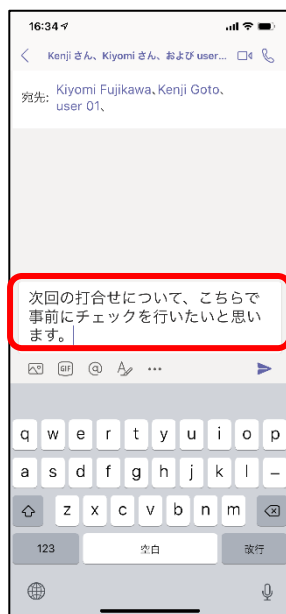 16:34
Kenji さん、Kiyomi さん、および user...
宛先: Kiyomi Fujikawa、Kenji Goto、
user 01、
次回の打合せについて、こちらで
事前にチェックを行いたいと思い
ます。
GIF @ A ...
q w e r t y u i o p
a s d f g h j k l –
z x c v b n m
123 空白 改行